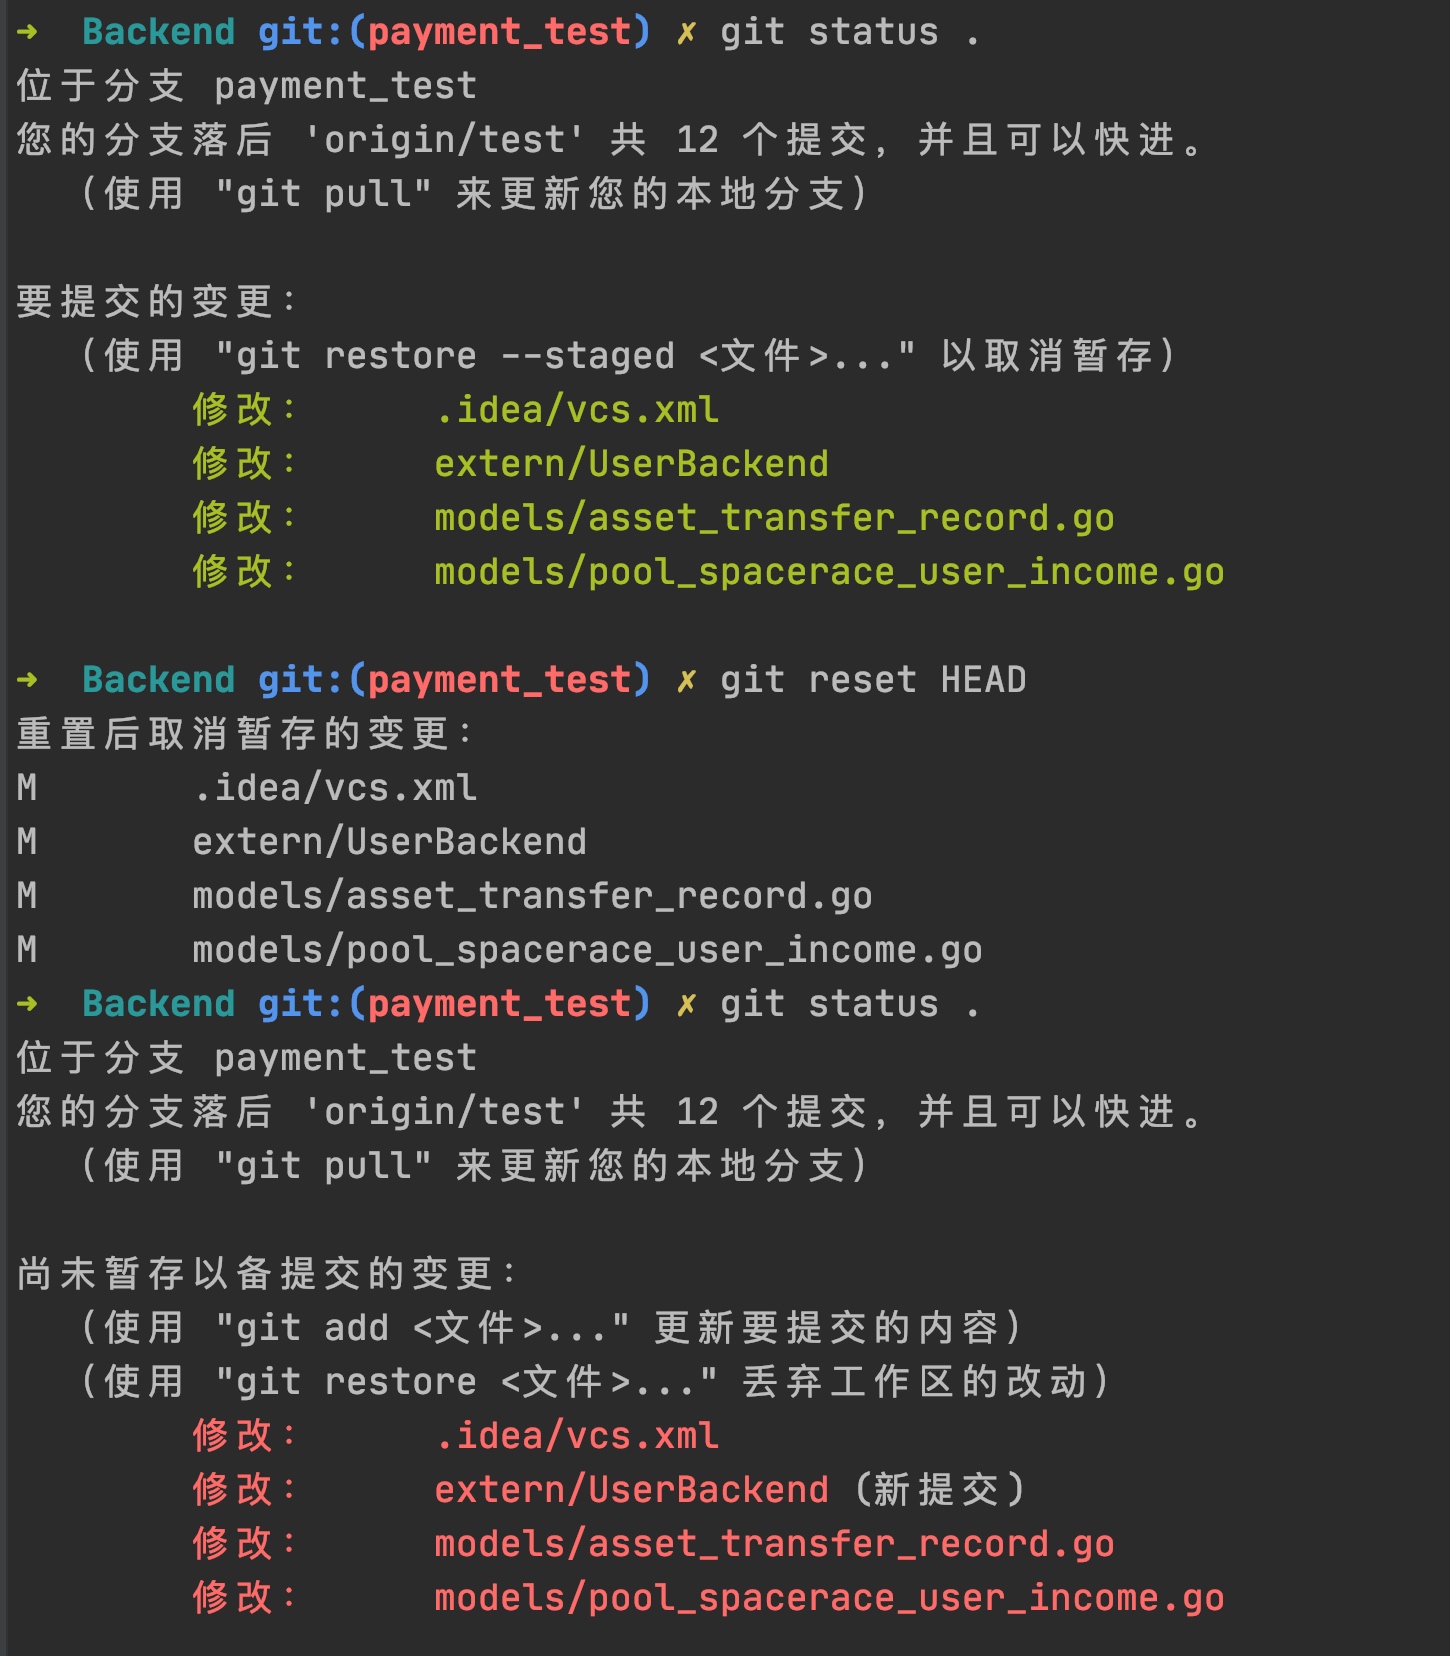 ➜  Backend git:(payment_test) ✗ git status .
位于分支 payment_test
您的分支落后 'origin/test' 共 12 个提交，并且可以快进。
  （使用 "git pull" 来更新您的本地分支）
要提交的变更：
  （使用 "git restore --staged <文件>..." 以取消暂存）
        修改：     .idea/vcs.xml
        修改：     extern/UserBackend
        修改：     models/asset_transfer_record.go
        修改：     models/pool_spacerace_user_income.go
➜  Backend git:(payment_test) ✗ git reset HEAD
重置后取消暂存的变更：
M       .idea/vcs.xml
M       extern/UserBackend
M       models/asset_transfer_record.go
M       models/pool_spacerace_user_income.go
➜  Backend git:(payment_test) ✗ git status .
位于分支 payment_test
您的分支落后 'origin/test' 共 12 个提交，并且可以快进。
  （使用 "git pull" 来更新您的本地分支）
尚未暂存以备提交的变更：
  （使用 "git add <文件>..." 更新要提交的内容）
  （使用 "git restore <文件>..." 丢弃工作区的改动）
        修改：     .idea/vcs.xml
        修改：     extern/UserBackend (新提交)
        修改：     models/asset_transfer_record.go
        修改：     models/pool_spacerace_user_income.go